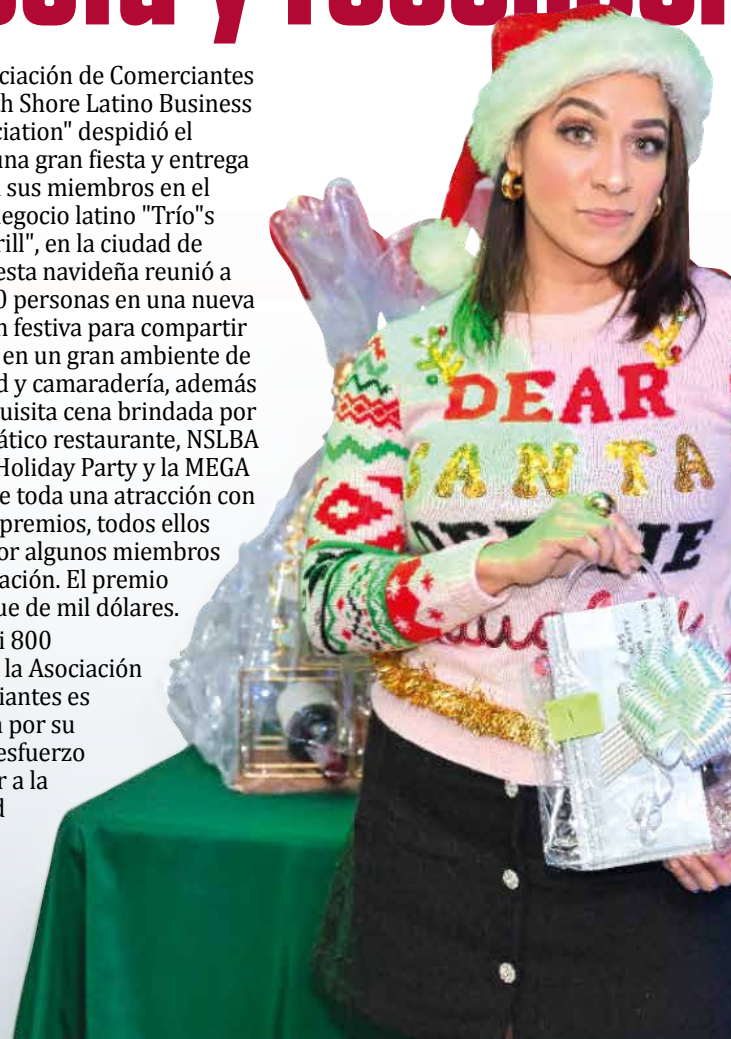 y
ciación de Comerciantes
th Shore Latino Business
ciation" despidió el
una gran fiesta y entrega
a sus miembros en el
negocio latino "Trío"s
rill", en la ciudad de
esta navideña reunió a
0 personas en una nueva
n festiva para compartir
en un gran ambiente de
d y camaradería, además
uisita cena brindada por
ático restaurante, NSLBA
Holiday Party y la MEGA
e toda una atracción con
premios, todos ellos
or algunos miembros
ación. El premio
ue de mil dólares.
i 800
la Asociación
iantes es
a por su
esfuerzo
r a la
d
DEAR
SANTA